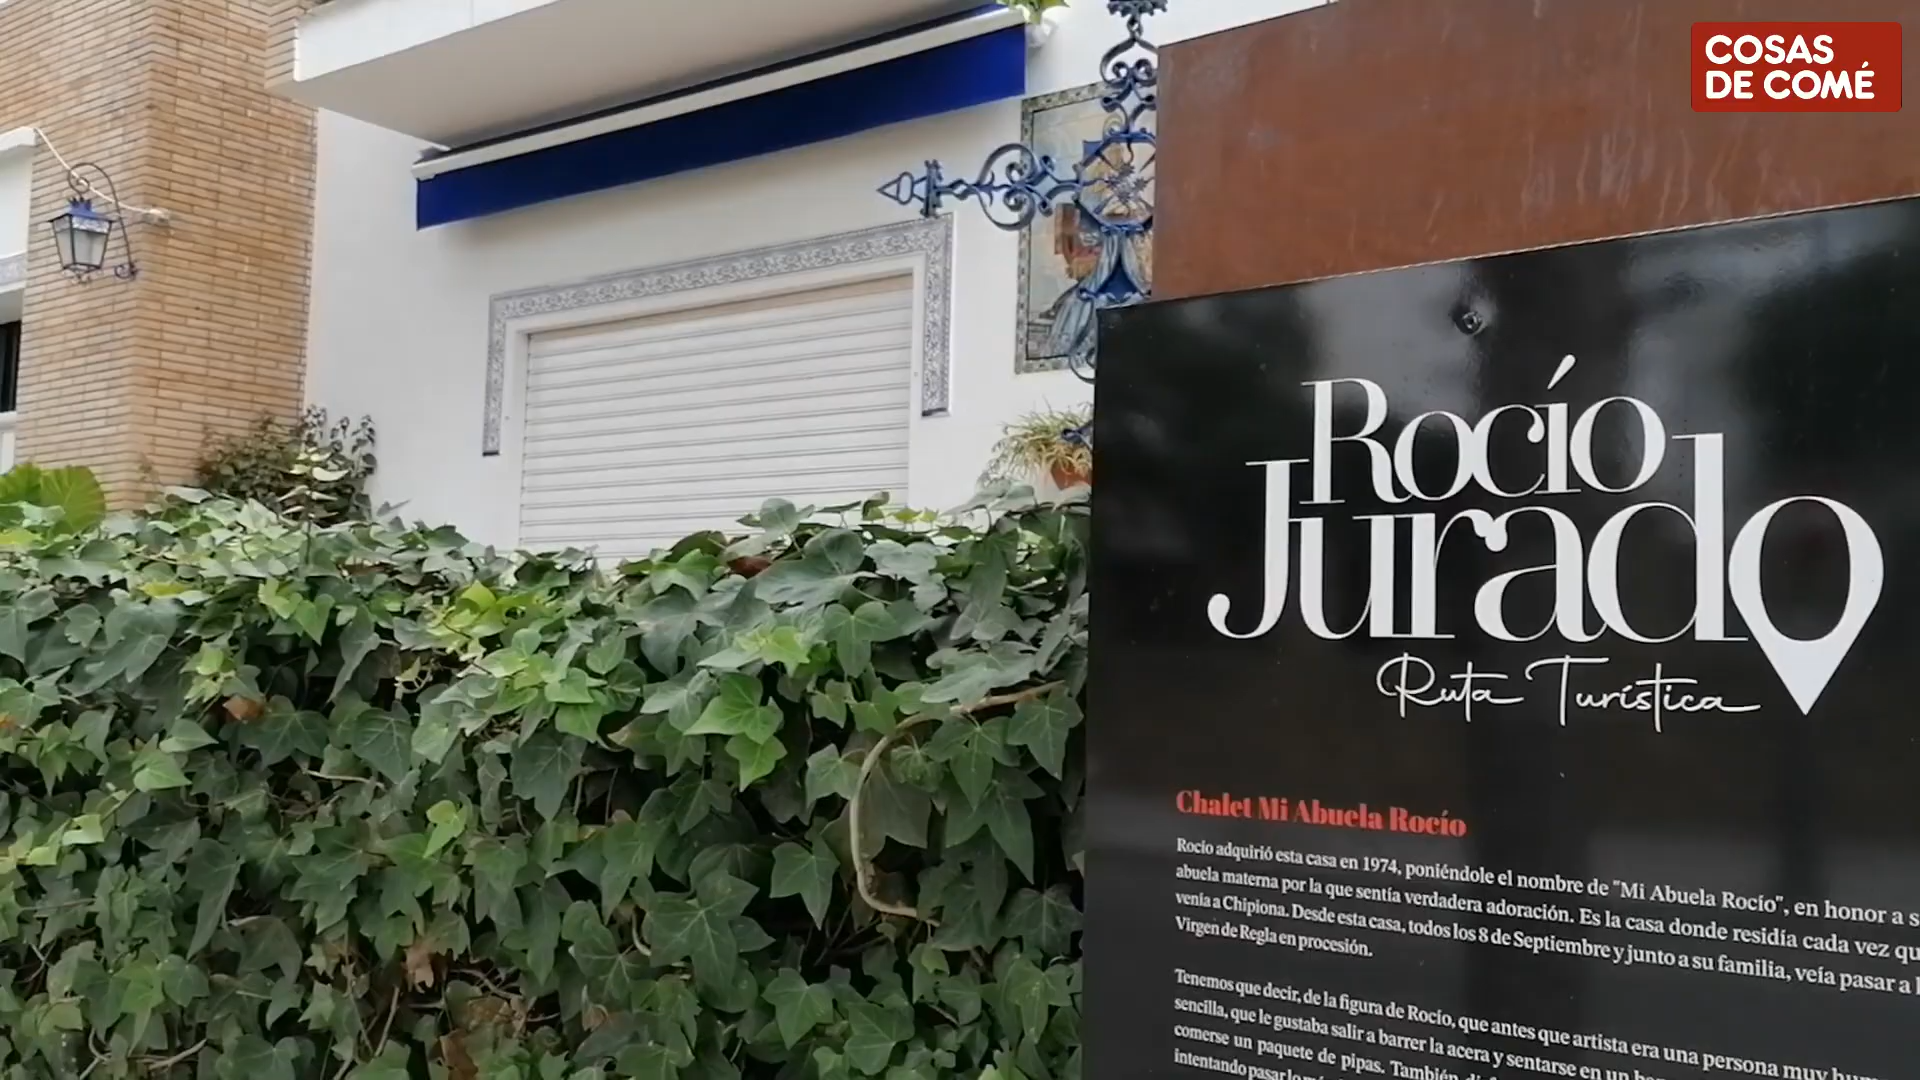 COSAS
DE COMÉ
Rocío
Jurado
Ruta Turística
Chalet Mi Abuela Rocío
Rocío adquirió esta casa en 1974, poniéndole el nombre de "Mi Abuela Rocío", en honor a
abuela materna por la que sentía verdadera adoración. Es la casa donde residía cada vez
venía a Chipiona. Desde esta casa, todos los 8 de Septiembre y junto a su familia, veía pasar a
Virgen de Regla en procesión.
Tenemos que decir, de la figura de Rocío, que antes que artista era una persona muy
sencilla, que le gustaba salir a barrer la acera y sentarse en un
comerse un paquete de pipas. También
intentando pasar